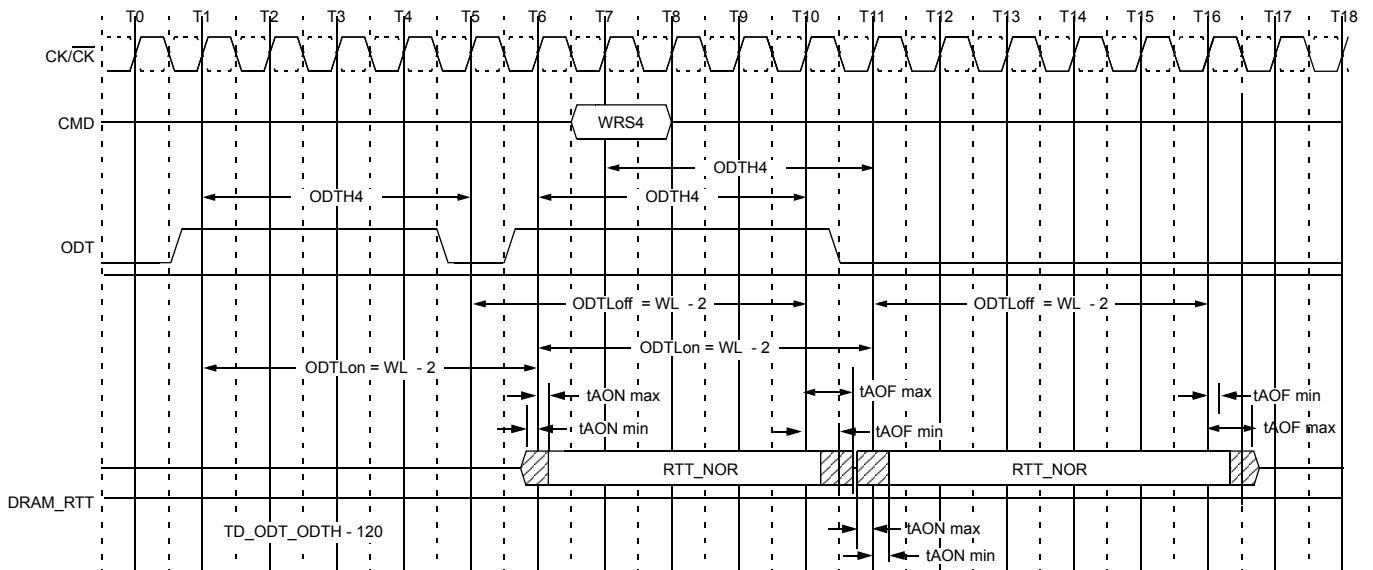 T0 T1 T2 T3 T4 T5 T6 T7 T8 T9 T10 T11 T12 T13 T14 T15 T16 T17 T18
CK/CK
CMD
WRS4
ODTH4
ODTH4
ODTH4
ODT
ODTLoff = WL - 2
ODTLoff = WL - 2
ODTLon = WL - 2
ODTLon = WL - 2
tAON max
tAOF max
tAOF min
tAON min
tAOF min
tAOF max
RTT_NOR
RTT_NOR
DRAM_RTT
TD_ODT_ODTH - 120
tAON max
tAON min